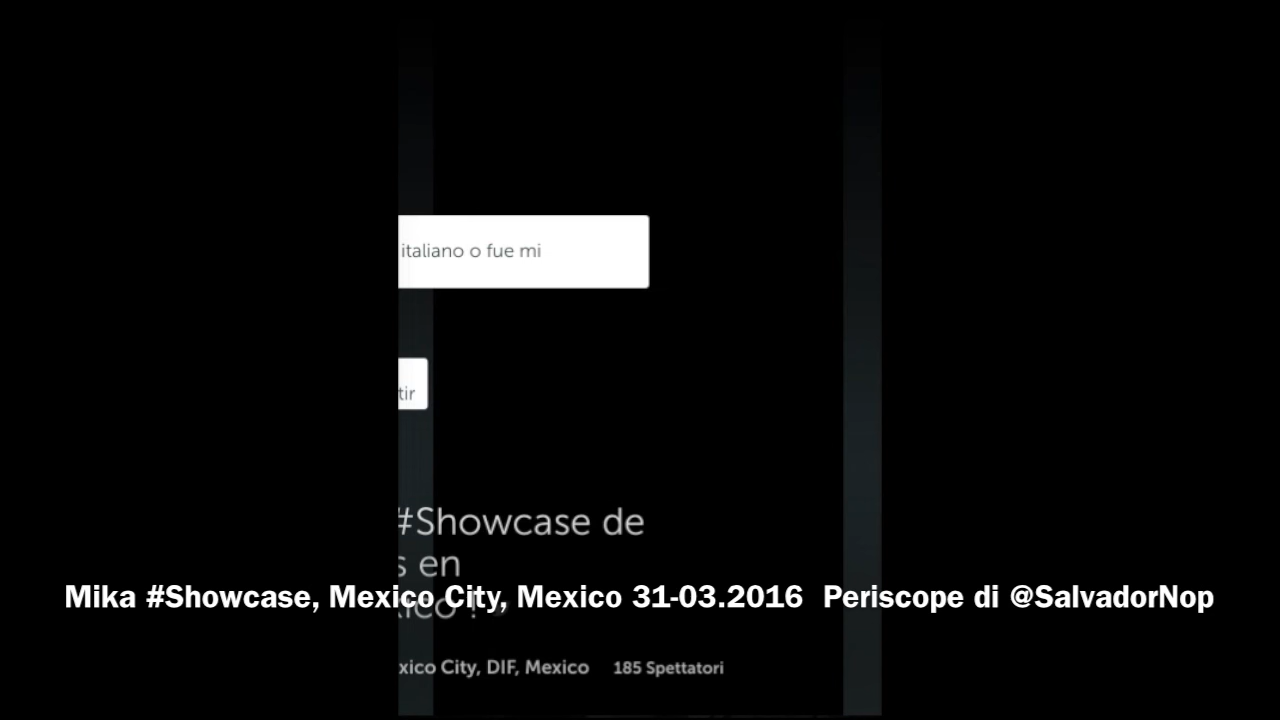 italiano o fue mi
tir
#Showcase de
s en
Mika #Showcase, Mexico City, Mexico 31-03.2016 Periscope di @SalvadorNop
xico City, DIF, Mexico 185 Spettatori